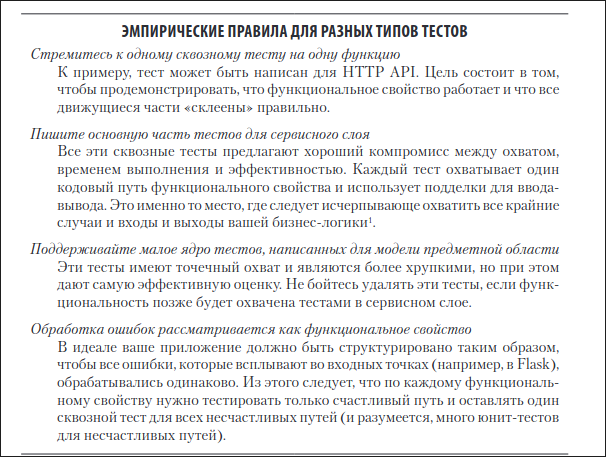 ЭМПИРИЧЕСКИЕ ПРАВИЛА ДЛЯ РАЗНЫХ ТИПОВ ТЕСТОВ
Стремитесь к одному сквозному тесту на одну функцию
К примеру, тест может быть написан для HTTP API. Цель состоит в том,
чтобы продемонстрировать, что функциональное свойство работает и что все
движущиеся части «склеены» правильно.
Пишите основную часть тестов для сервисного слоя
Все эти сквозные тесты предлагают хороший компромисс между охватом,
временем выполнения и эффективностью. Каждый тест охватывает один
кодовый путь функционального свойства и использует подделки для ввода-
вывода. Это именно то место, где следует исчерпывающе охватить все крайние
случаи и входы и выходы вашей бизнес-логики¹.
Поддерживайте малое ядро тестов, написанных для модели предметной области
Эти тесты имеют точечный охват и являются более хрупкими, но при этом
дают самую эффективную оценку. Не бойтесь удалять эти тесты, если функ-
циональность позже будет охвачена тестами в сервисном слое.
Обработка ошибок рассматривается как функциональное свойство
В идеале ваше приложение должно быть структурировано таким образом,
чтобы все ошибки, которые всплывают во входных точках (например, в Flask),
обрабатывались одинаково. Из этого следует, что по каждому функциональ-
ному свойству нужно тестировать только счастливый путь и оставлять один
сквозной тест для всех несчастливых путей (и разумеется, много юнит-тестов
для несчастливых путей).